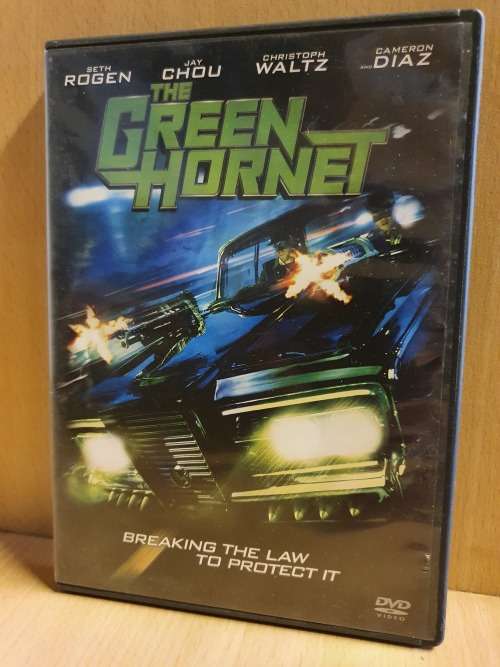 SETH ROGEN
JAY CHOU
CHRISTOPH WALTZ
AND CAMERON DIAZ
THE
GREEN
HORNET
BREAKING THE LAW
TO PROTECT IT
DVD
VIDEO